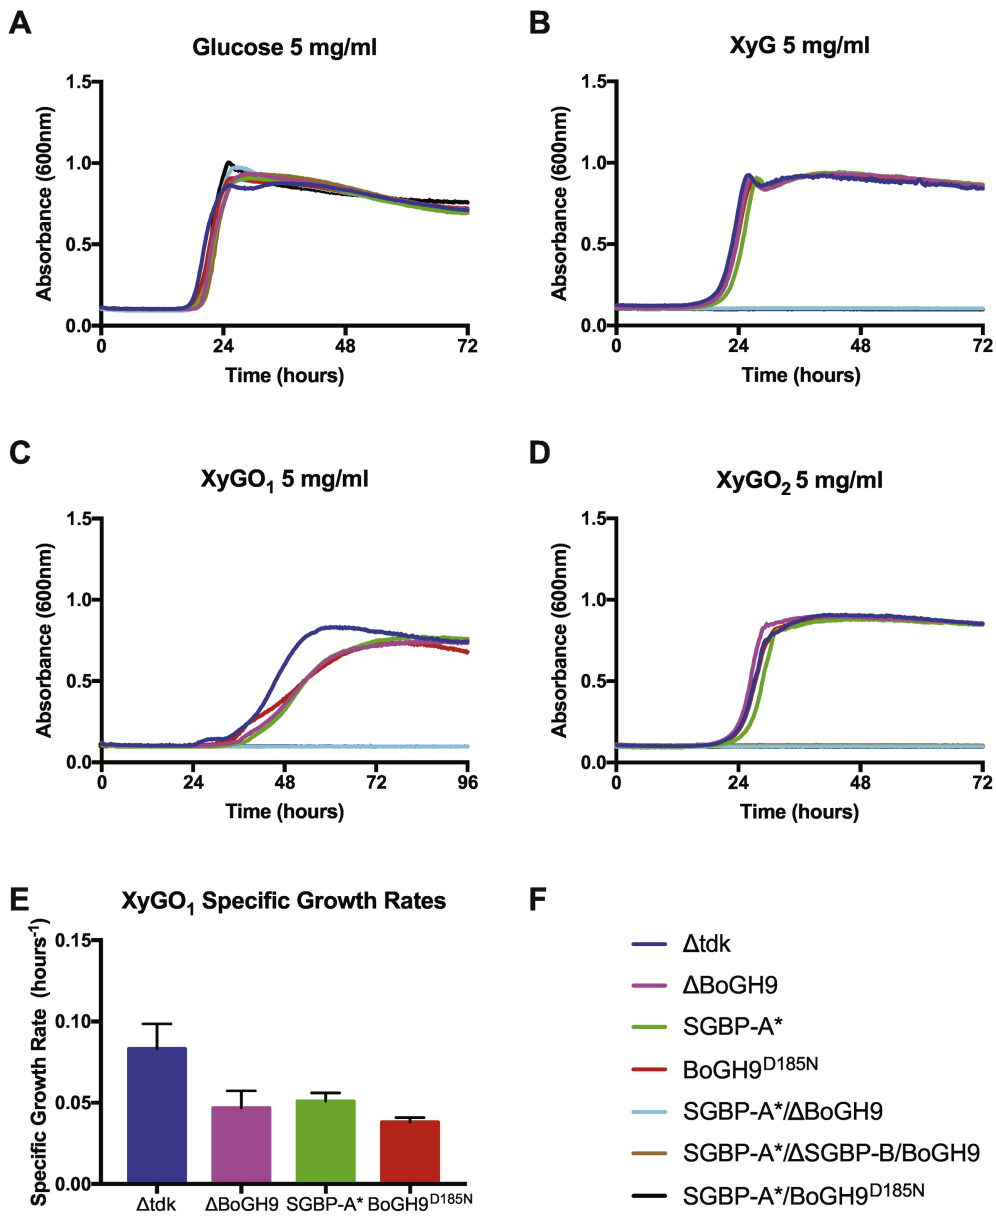 A
Glucose 5 mg/ml
Absorbance (600nm)
1.5
1.0
0.5
0.0
0 24 48 72
Time (hours)
B
XyG 5 mg/ml
Absorbance (600nm)
1.5
1.0
0.5
0.0
0 24 48 72
Time (hours)
C
XyGO1 5 mg/ml
Absorbance (600nm)
1.5
1.0
0.5
0.0
0 24 48 72 96
Time (hours)
D
XyGO2 5 mg/ml
Absorbance (600nm)
1.5
1.0
0.5
0.0
0 24 48 72
Time (hours)
E
XyGO1 Specific Growth Rates
Specific Growth Rate (hours-1)
0.15
0.10
0.05
0.00
Δtdk ΔBoGH9 SGBP-A* BoGH9D185N
F
Δtdk
ΔBoGH9
SGBP-A*
BoGH9D185N
SGBP-A*/ΔBoGH9
SGBP-A*/ΔSGBP-B/BoGH9
SGBP-A*/BoGH9D185N